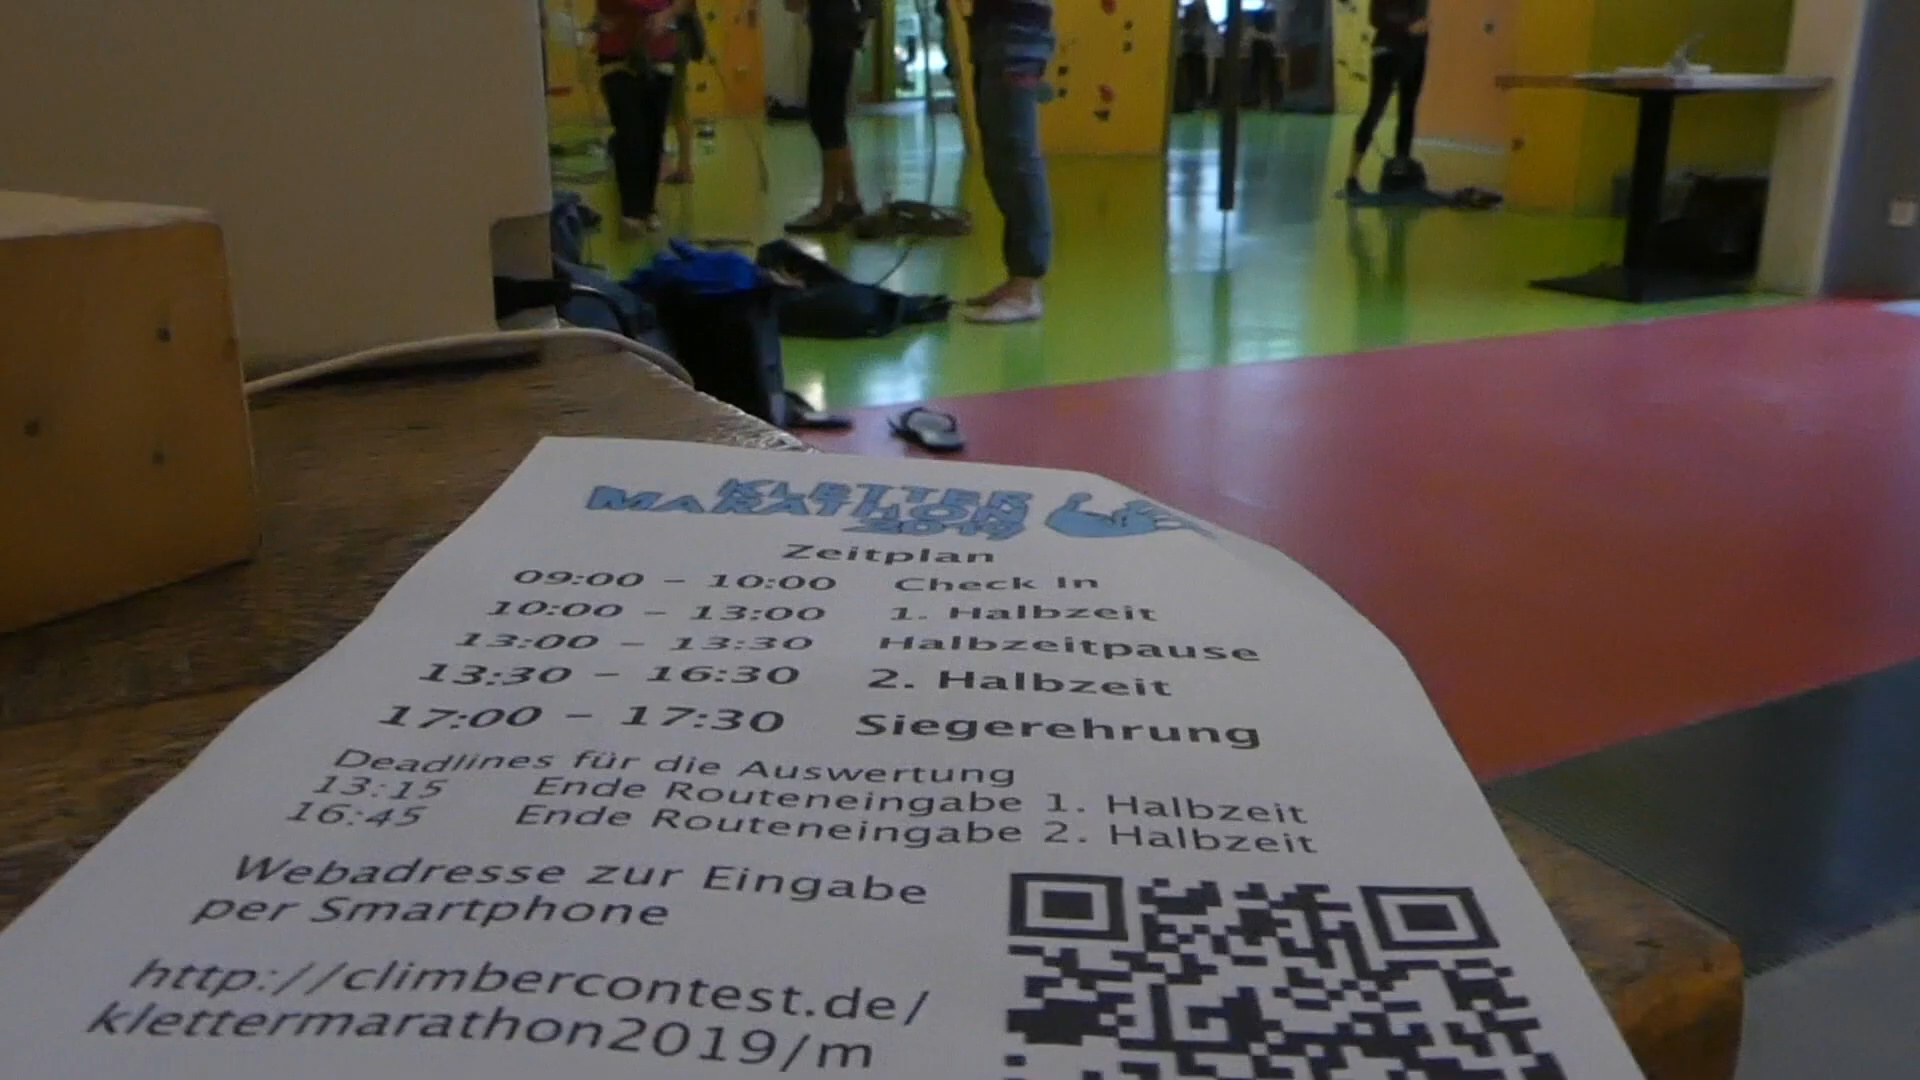 KLETTER
MARATHON
2019
Zeitplan
09:00 – 10:00 Check In
10:00 – 13:00 1. Halbzeit
13:00 – 13:30 Halbzeitpause
13:30 – 16:30 2. Halbzeit
17:00 – 17:30 Siegerehrung
Deadlines für die Auswertung
13:15 Ende Routeneingabe 1. Halbzeit
16:45 Ende Routeneingabe 2. Halbzeit
Webadresse zur Eingabe
per Smartphone
http://climbercontest.de/
klettermarathon2019/m